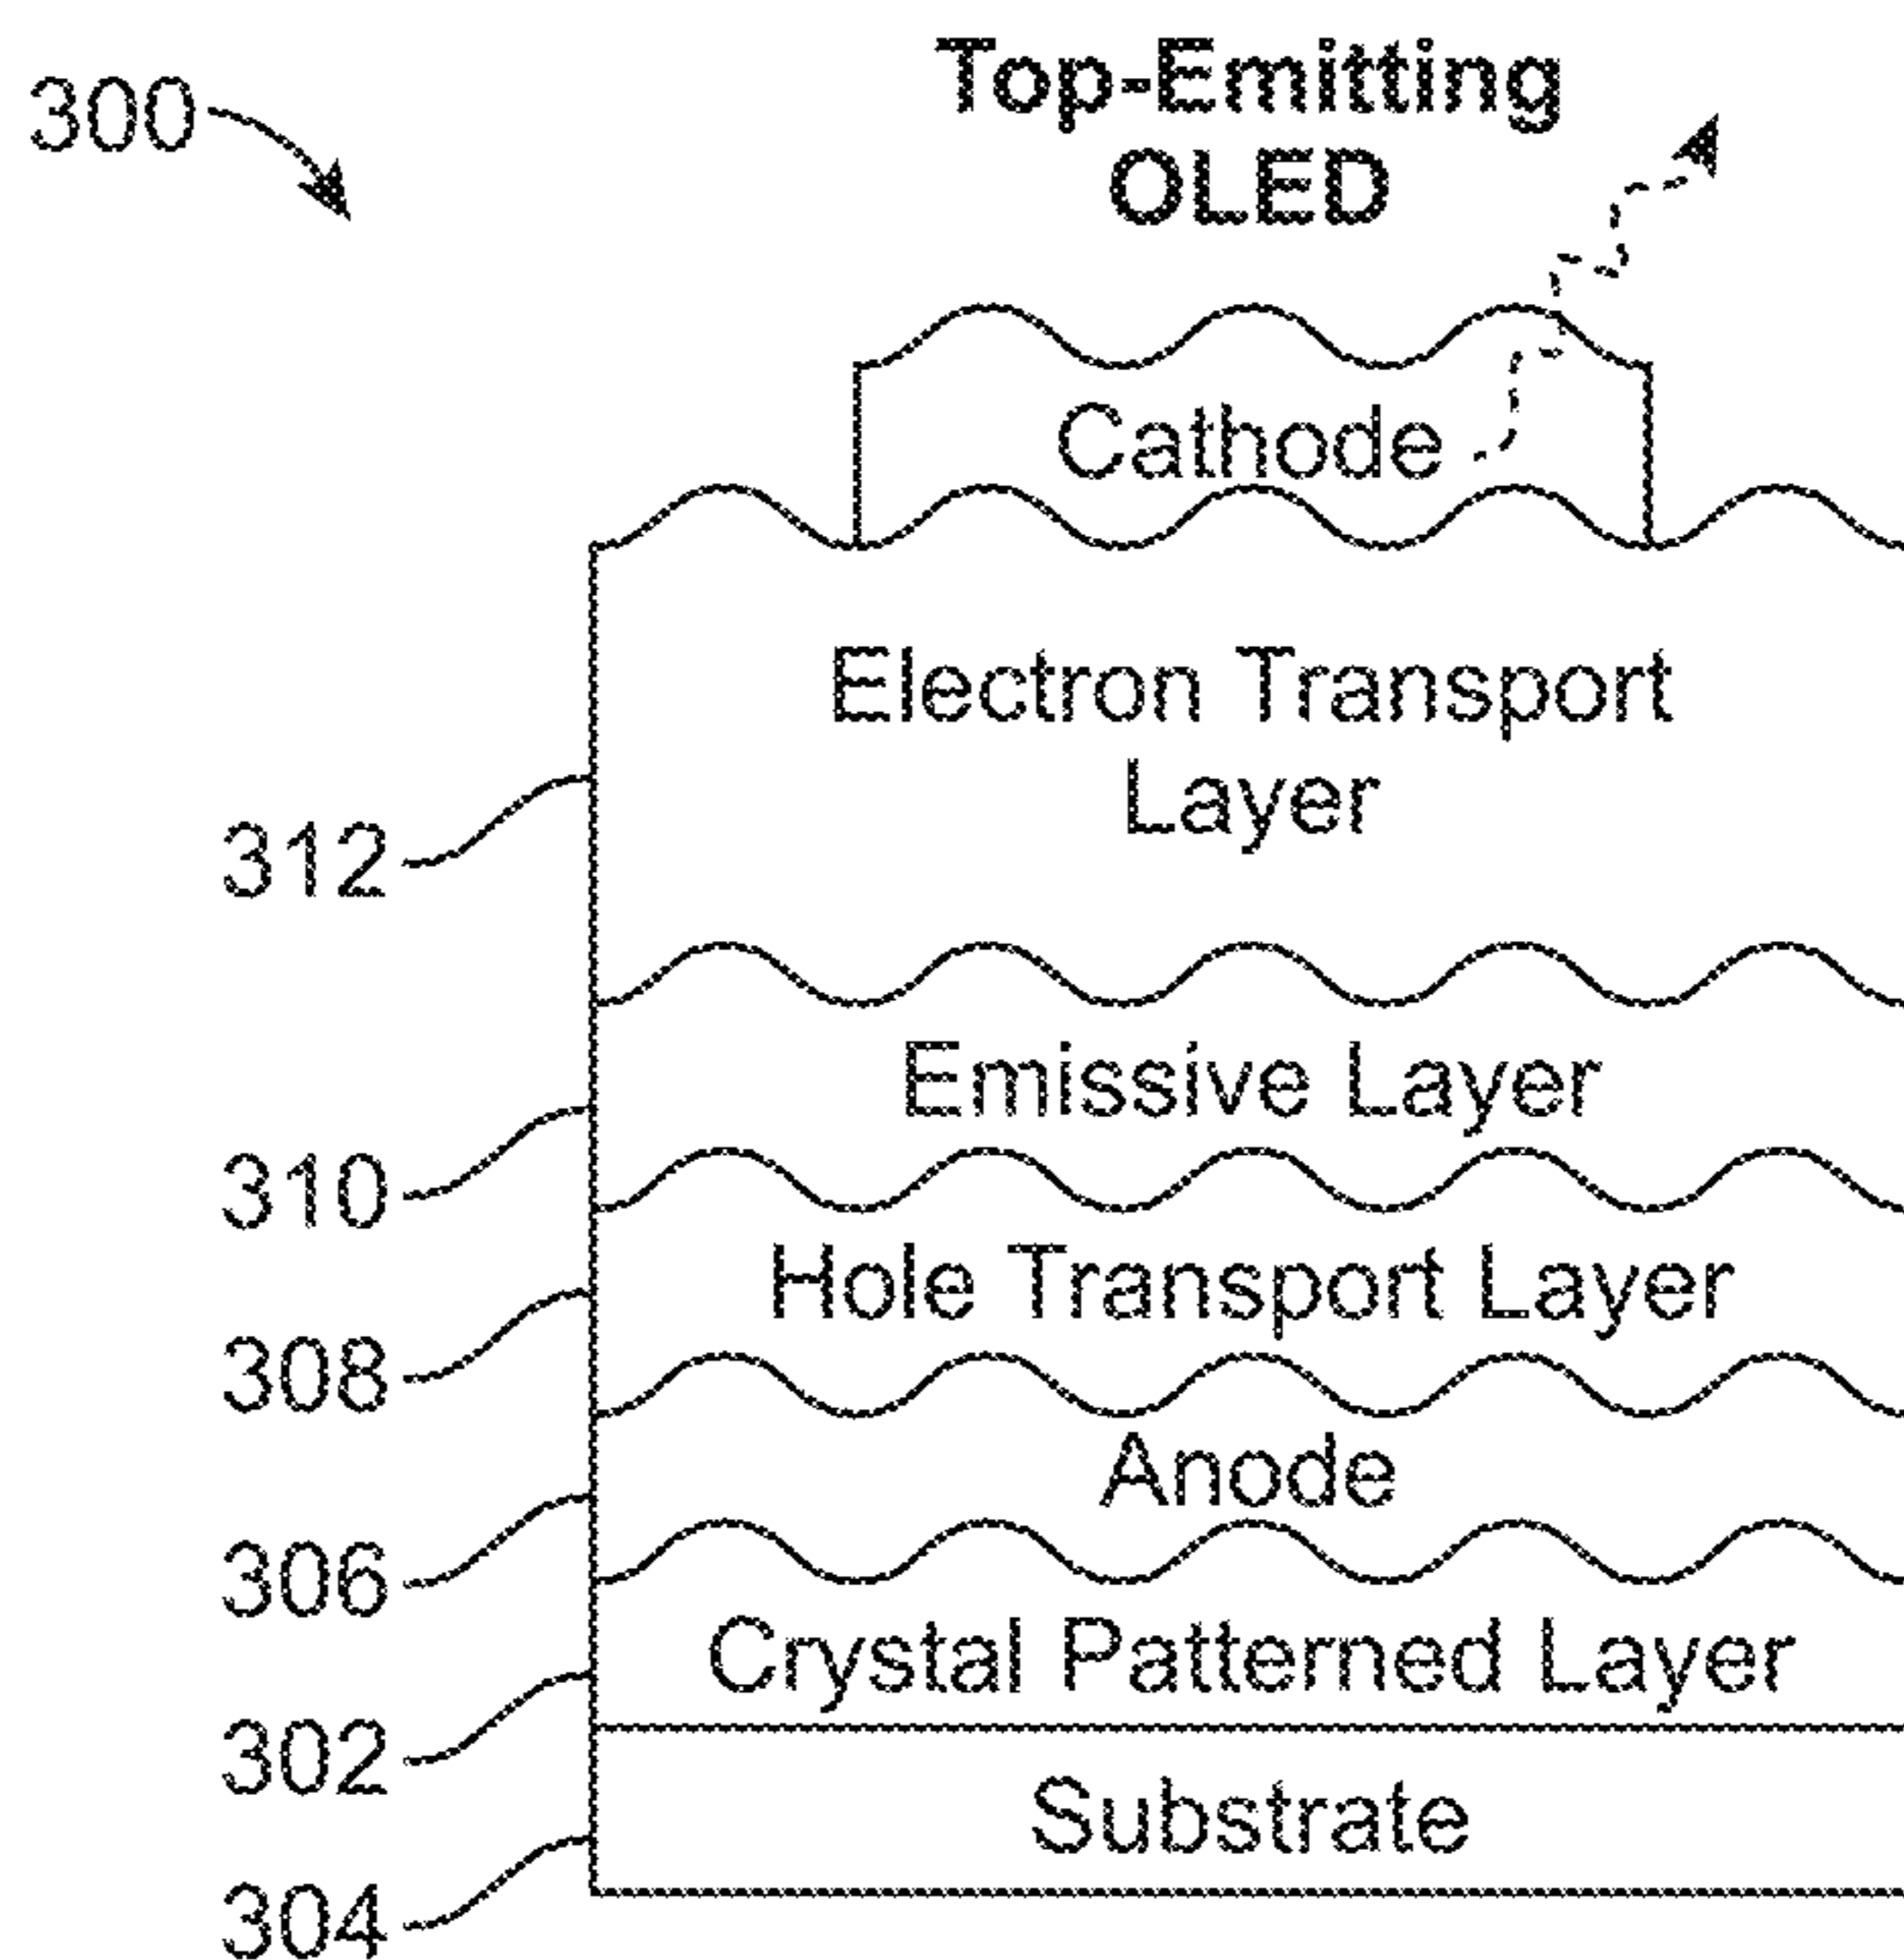 300
Top-Emitting
OLED
Cathode
Electron Transport
Layer
312
Emissive Layer
310
Hole Transport Layer
308
Anode
306
Crystal Patterned Layer
302
Substrate
304